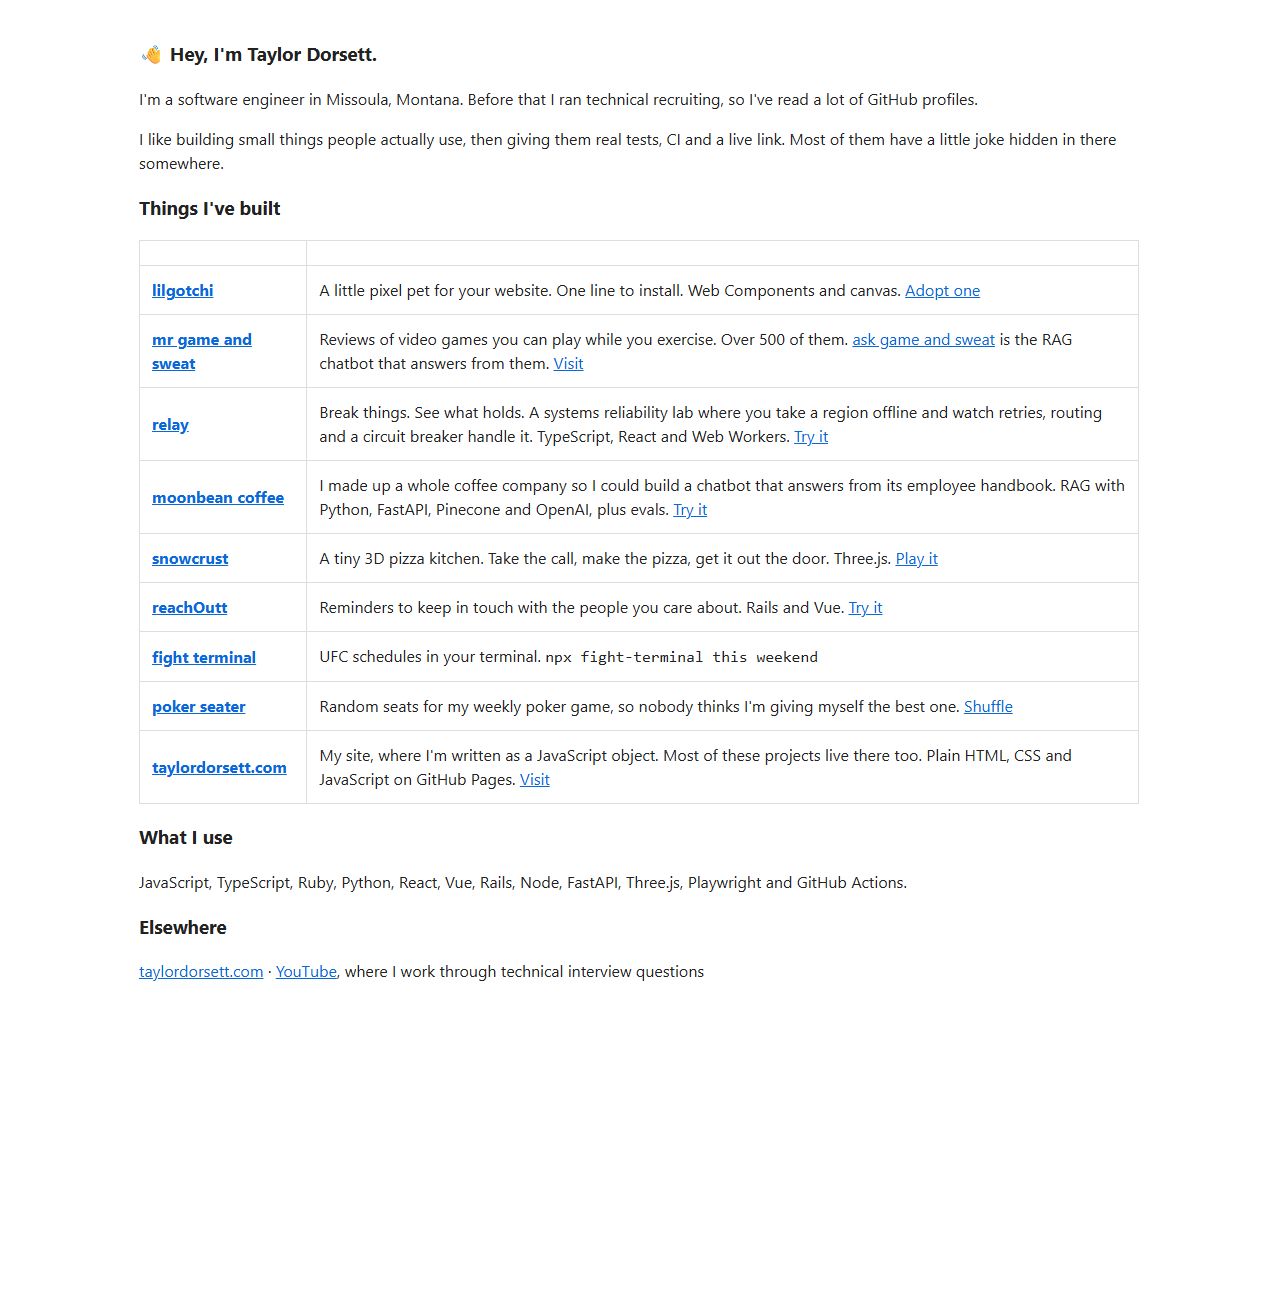 👋 Hey, I'm Taylor Dorsett.
I'm a software engineer in Missoula, Montana. Before that I ran technical recruiting, so I've read a lot of GitHub profiles.
I like building small things people actually use, then giving them real tests, CI and a live link. Most of them have a little joke hidden in there
somewhere.
Things I've built
lilgotchi
A little pixel pet for your website. One line to install. Web Components and canvas. Adopt one
mr game and
sweat
Reviews of video games you can play while you exercise. Over 500 of them. ask game and sweat is the RAG
chatbot that answers from them. Visit
relay
Break things. See what holds. A systems reliability lab where you take a region offline and watch retries, routing
and a circuit breaker handle it. TypeScript, React and Web Workers. Try it
moonbean coffee
I made up a whole coffee company so I could build a chatbot that answers from its employee handbook. RAG with
Python, FastAPI, Pinecone and OpenAI, plus evals. Try it
snowcrust
A tiny 3D pizza kitchen. Take the call, make the pizza, get it out the door. Three.js. Play it
reachOutt
Reminders to keep in touch with the people you care about. Rails and Vue. Try it
fight terminal
UFC schedules in your terminal. npx fight-terminal this weekend
poker seater
Random seats for my weekly poker game, so nobody thinks I'm giving myself the best one. Shuffle
taylordorsett.com
My site, where I'm written as a JavaScript object. Most of these projects live there too. Plain HTML, CSS and
JavaScript on GitHub Pages. Visit
What I use
JavaScript, TypeScript, Ruby, Python, React, Vue, Rails, Node, FastAPI, Three.js, Playwright and GitHub Actions.
Elsewhere
taylordorsett.com · YouTube, where I work through technical interview questions